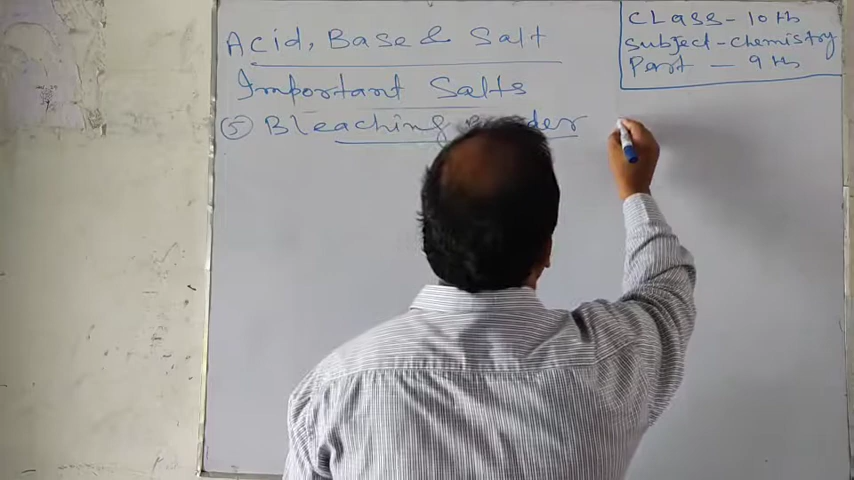 Acid, Base & Salt
Important Salts
⑤ Bleaching
CLASS - 10th
Subject - Chemistry
Part - 9th